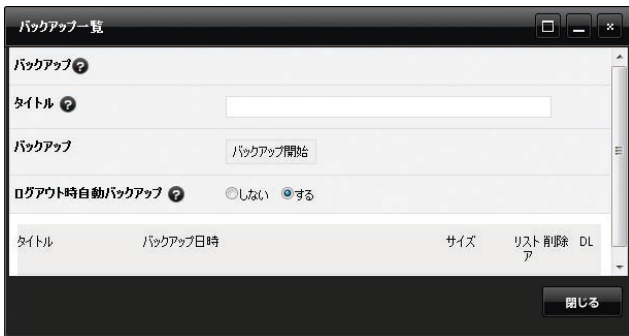 バックアップ一覧
バックアップ
タイトル
バックアップ
バックアップ開始
ログアウト時自動バックアップ
しない する
タイトル バックアップ日時 サイズ リストア 削除 DL
閉じる